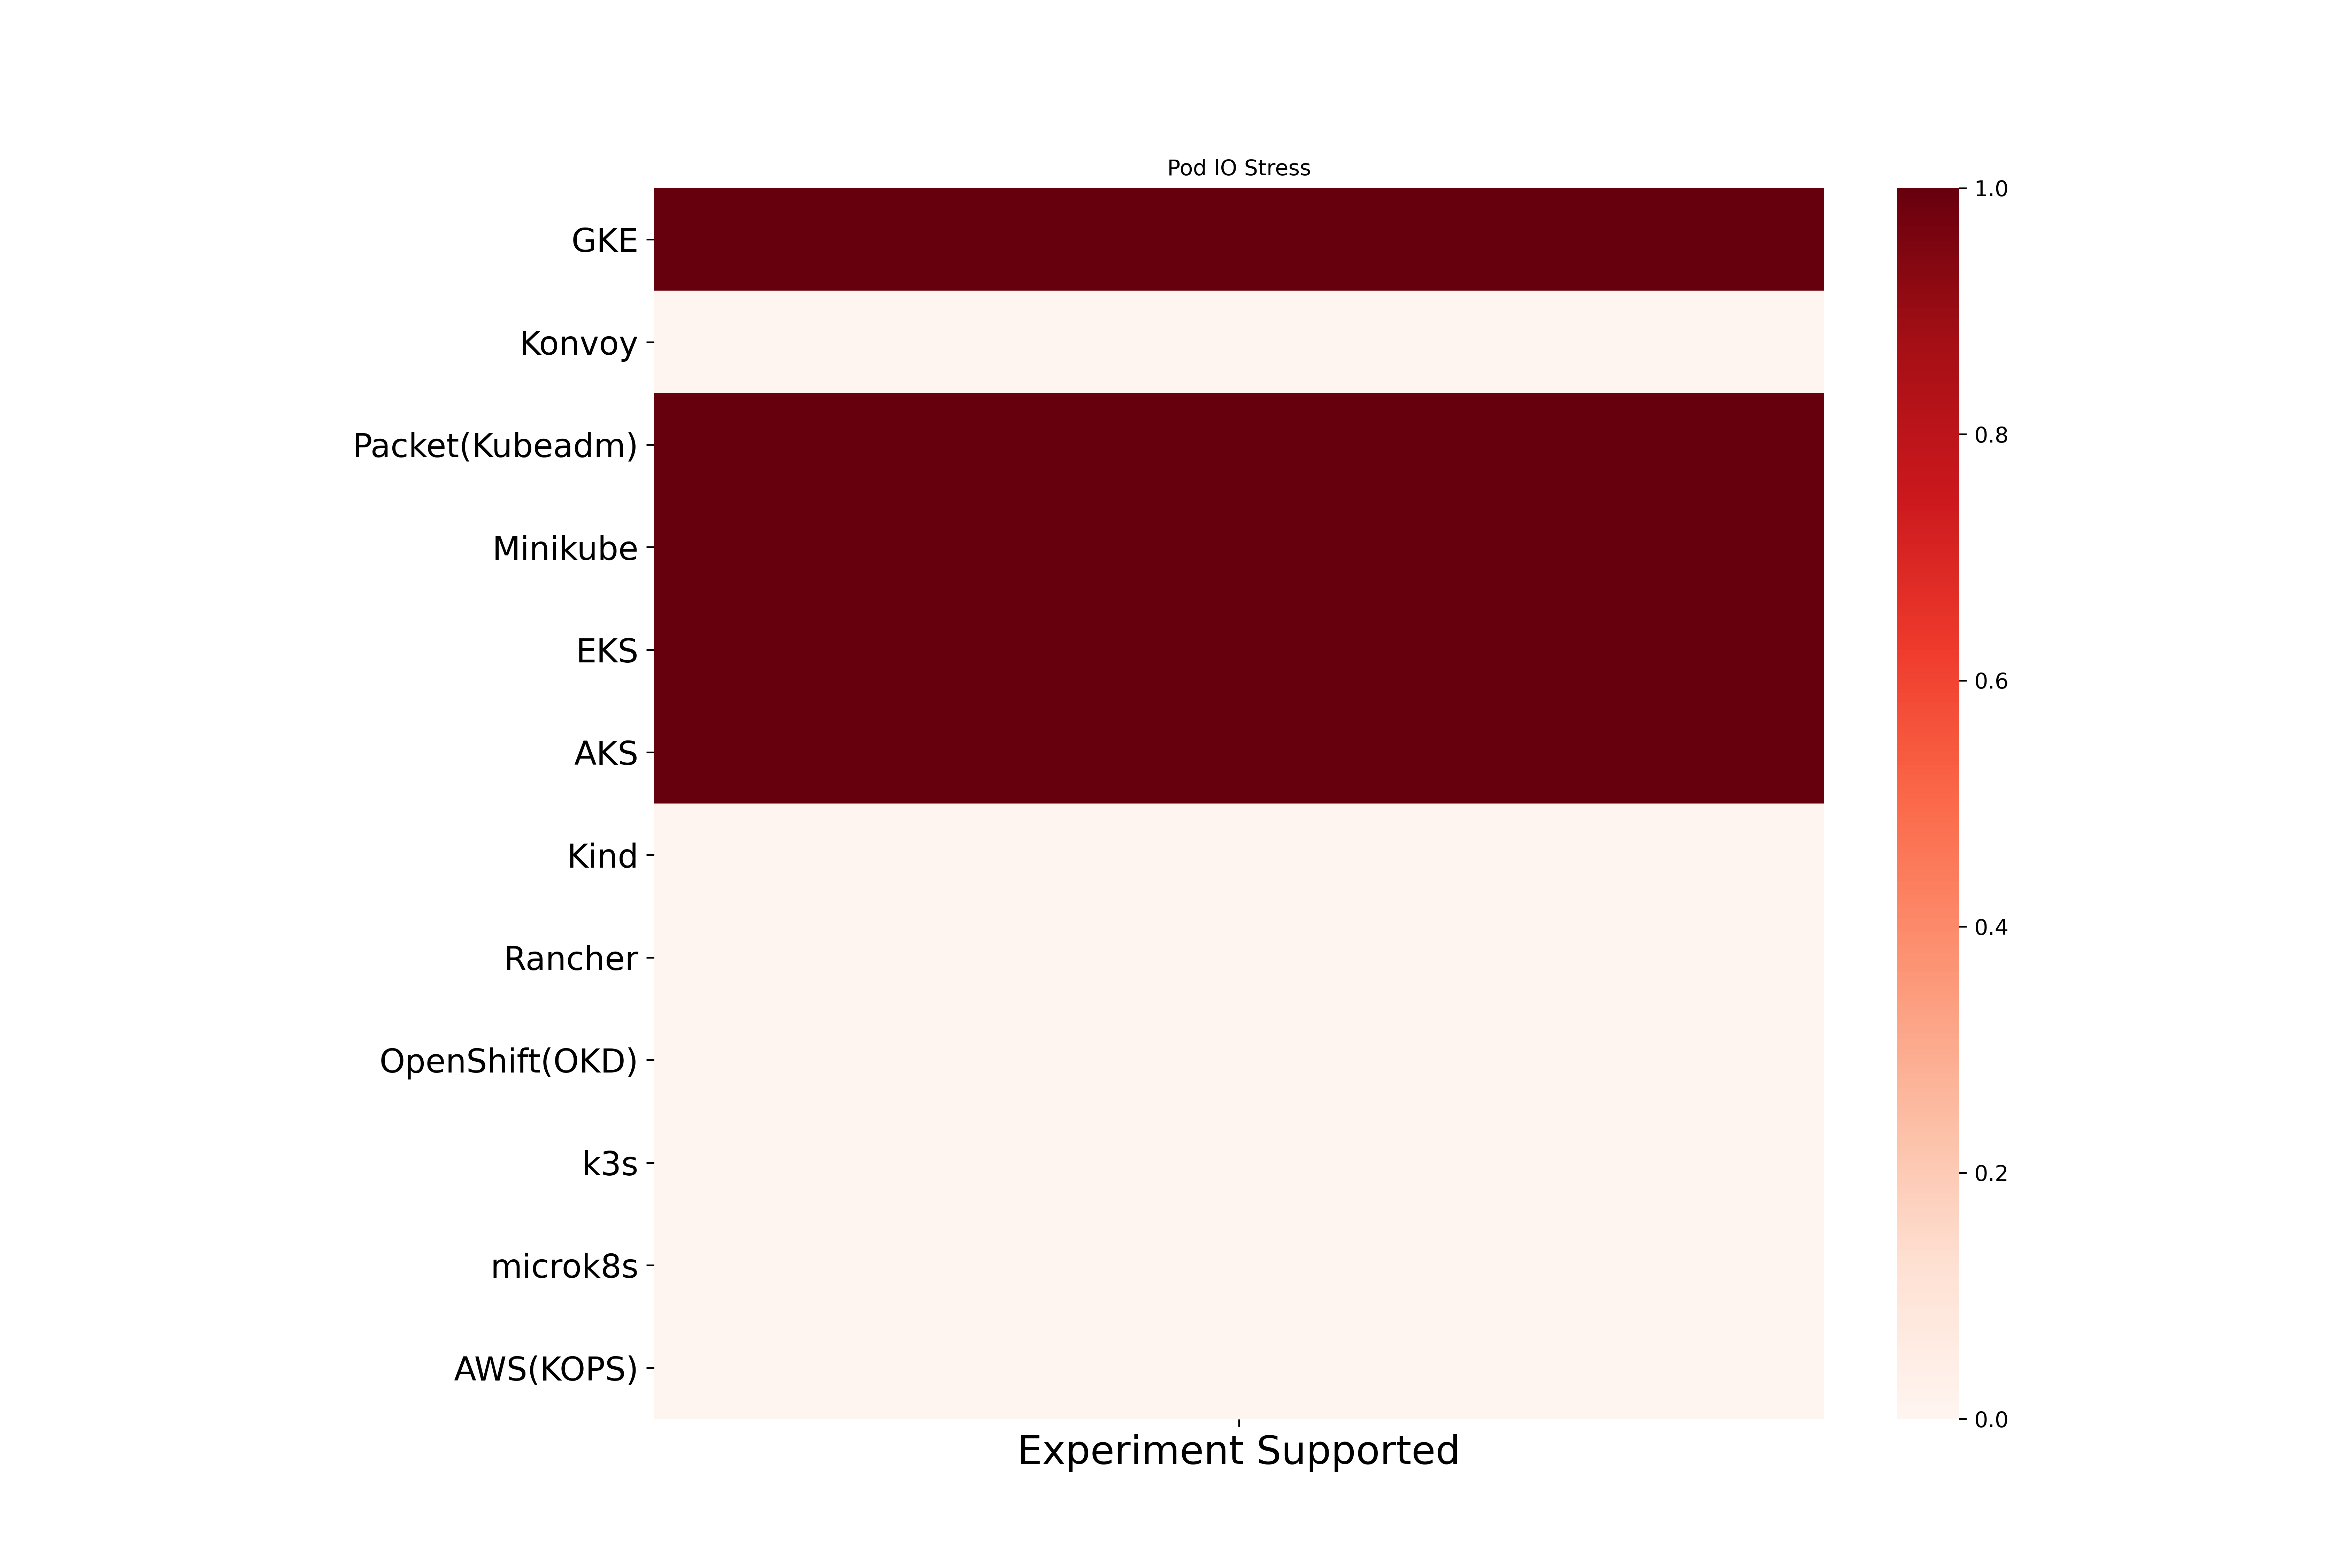 Pod IO Stress
GKE
Konvoy
Packet(Kubeadm)
Minikube
EKS
AKS
Kind
Rancher
OpenShift(OKD)
k3s
microk8s
AWS(KOPS)
Experiment Supported
1.0
0.8
0.6
0.4
0.2
0.0